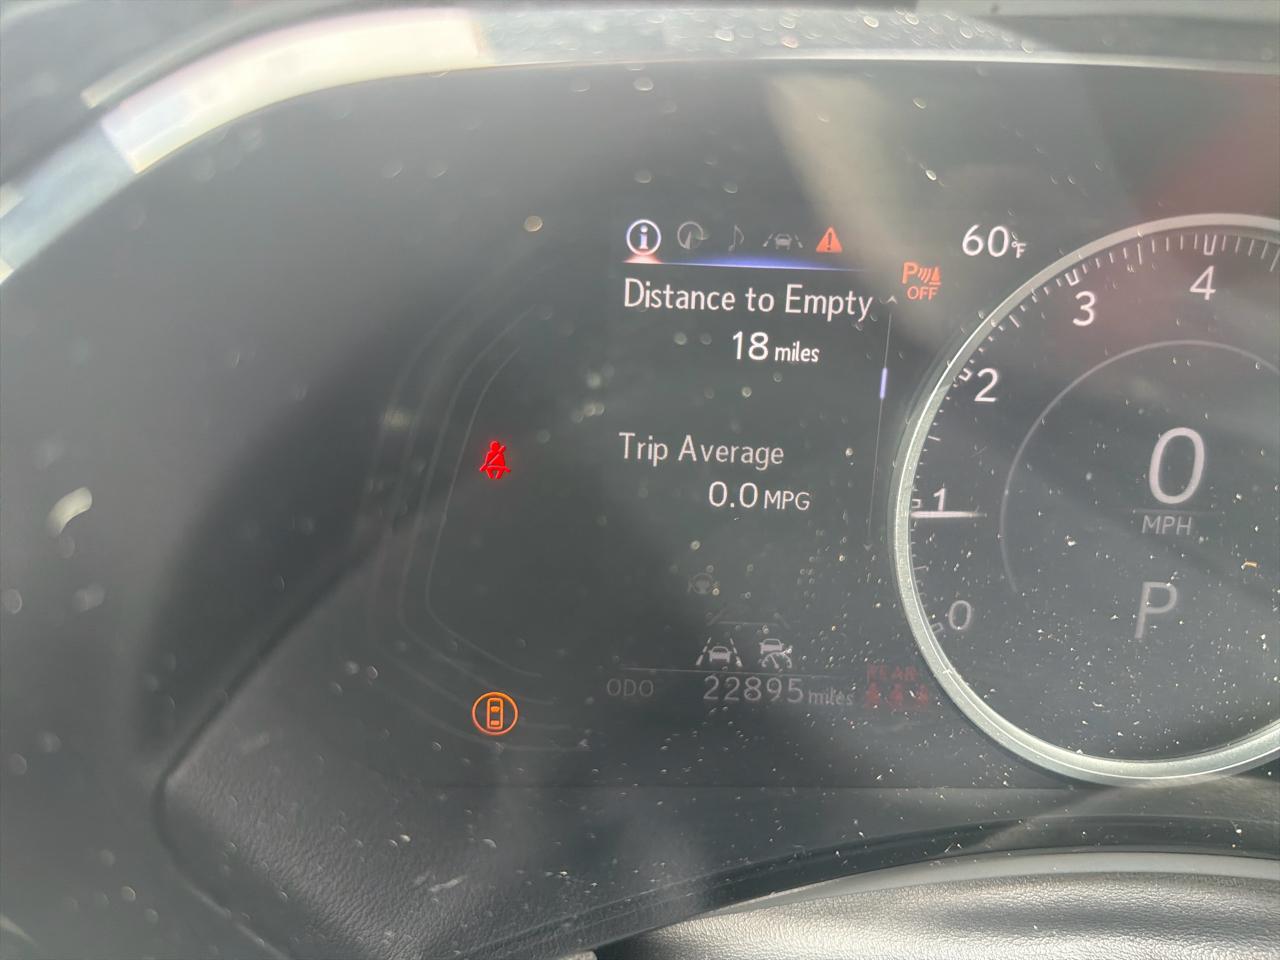 60°F
P
OFF
Distance to Empty
18 miles
Trip Average
0.0 MPG
ODO 22895 miles
REAR
4
3
2
1
0
0
MPH
P